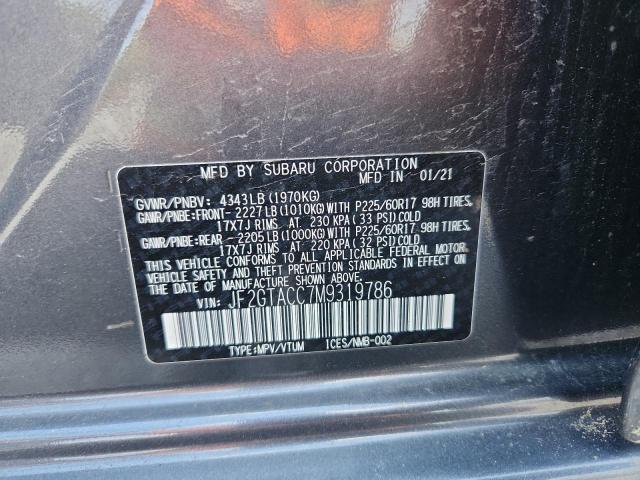 MFD BY SUBARU CORPORATION
MFD IN 01/21
GVWR/PNBV: 4343LB (1970KG)
GAWR/PNBE:FRONT-2227LB (1010KG) WITH P225/60R17 98H TIRES,
17X7J RIMS AT 230 KPA (33 PSI) COLD
GAWR/PNBE:REAR -2205LB (1000KG) WITH P225/60R17 98H TIRES,
17X7J RIMS AT 220 KPA (32 PSI) COLD
THIS VEHICLE CONFORMS TO ALL APPLICABLE FEDERAL MOTOR
VEHICLE SAFETY AND THEFT PREVENTION STANDARDS IN EFFECT ON
THE DATE OF MANUFACTURE SHOWN ABOVE.
VIN: JF2GTACC7M9319786
TYPE:MPV/VTUM 1CES/NMB-002